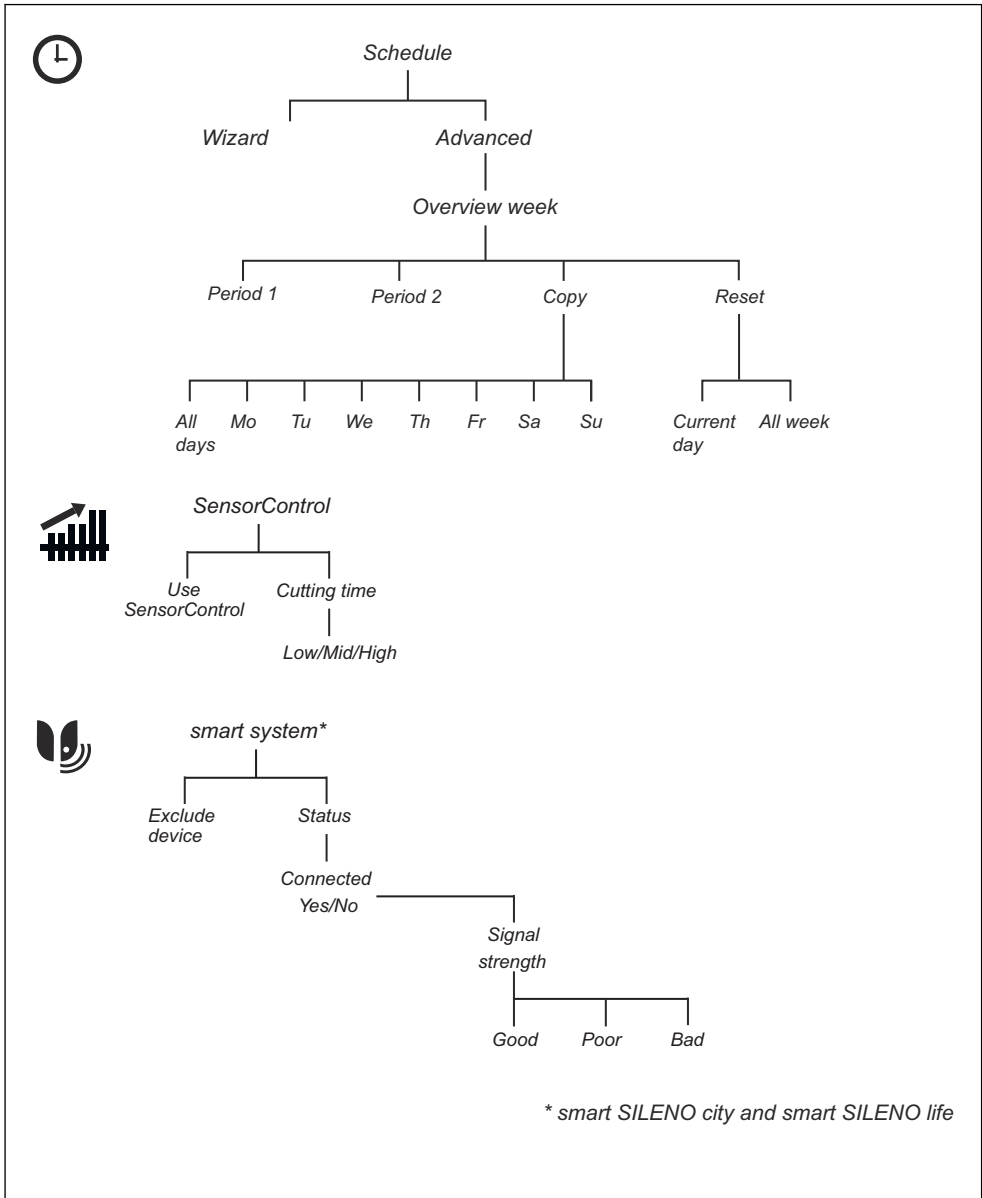 Schedule
Wizard
Advanced
Overview week
Period 1
Period 2
Copy
Reset
All
days
Mo
Tu
We
Th
Fr
Sa
Su
Current
day
All week
SensorControl
Use
SensorControl
Cutting time
Low/Mid/High
smart system*
Exclude
device
Status
Connected
Yes/No
Signal
strength
Good
Poor
Bad
* smart SILENO city and smart SILENO life